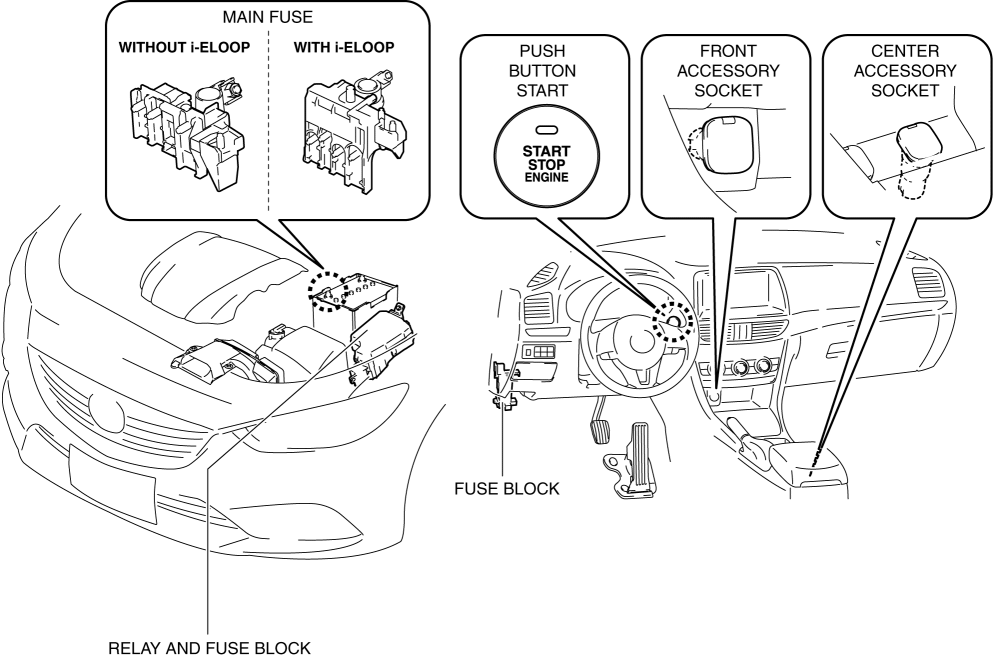 MAIN FUSE
WITHOUT i-ELOOP
WITH i-ELOOP
PUSH
BUTTON
START
START
STOP
ENGINE
FRONT
ACCESSORY
SOCKET
CENTER
ACCESSORY
SOCKET
FUSE BLOCK
RELAY AND FUSE BLOCK